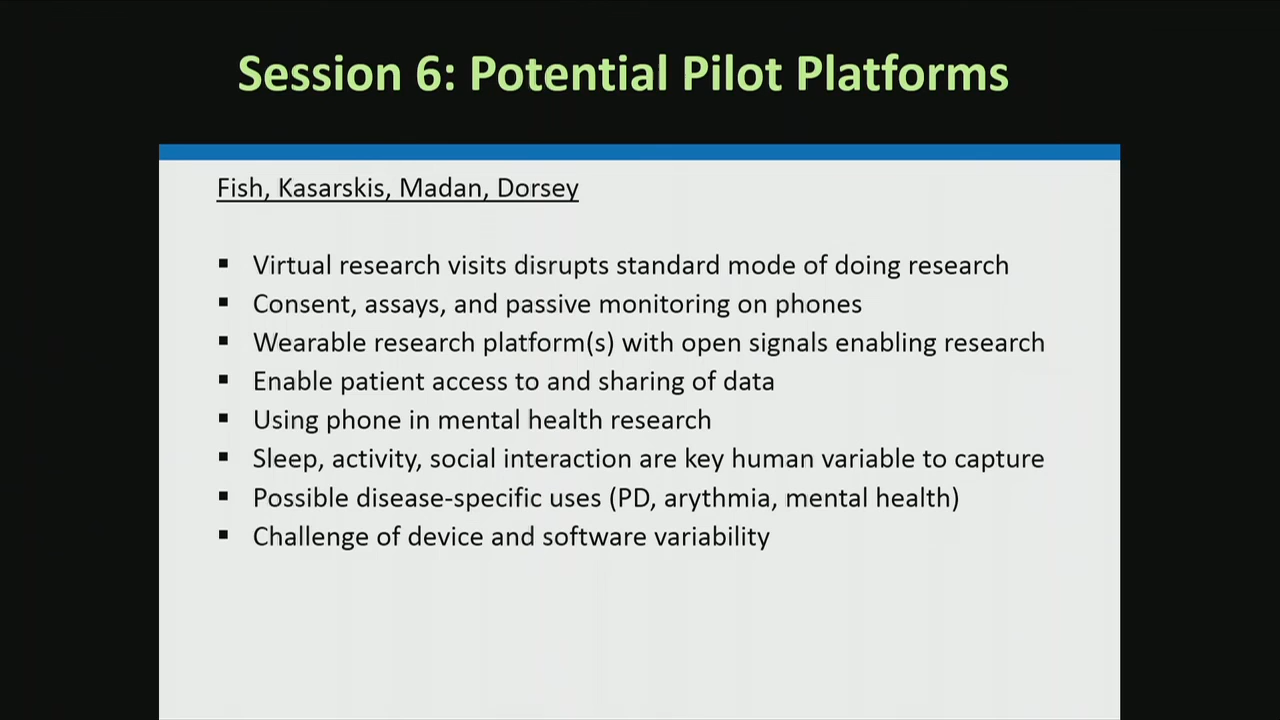 Session 6: Potential Pilot Platforms
Fish, Kasarskis, Madan, Dorsey
▪ Virtual research visits disrupts standard mode of doing research
▪ Consent, assays, and passive monitoring on phones
▪ Wearable research platform(s) with open signals enabling research
▪ Enable patient access to and sharing of data
▪ Using phone in mental health research
▪ Sleep, activity, social interaction are key human variable to capture
▪ Possible disease-specific uses (PD, arythmia, mental health)
▪ Challenge of device and software variability